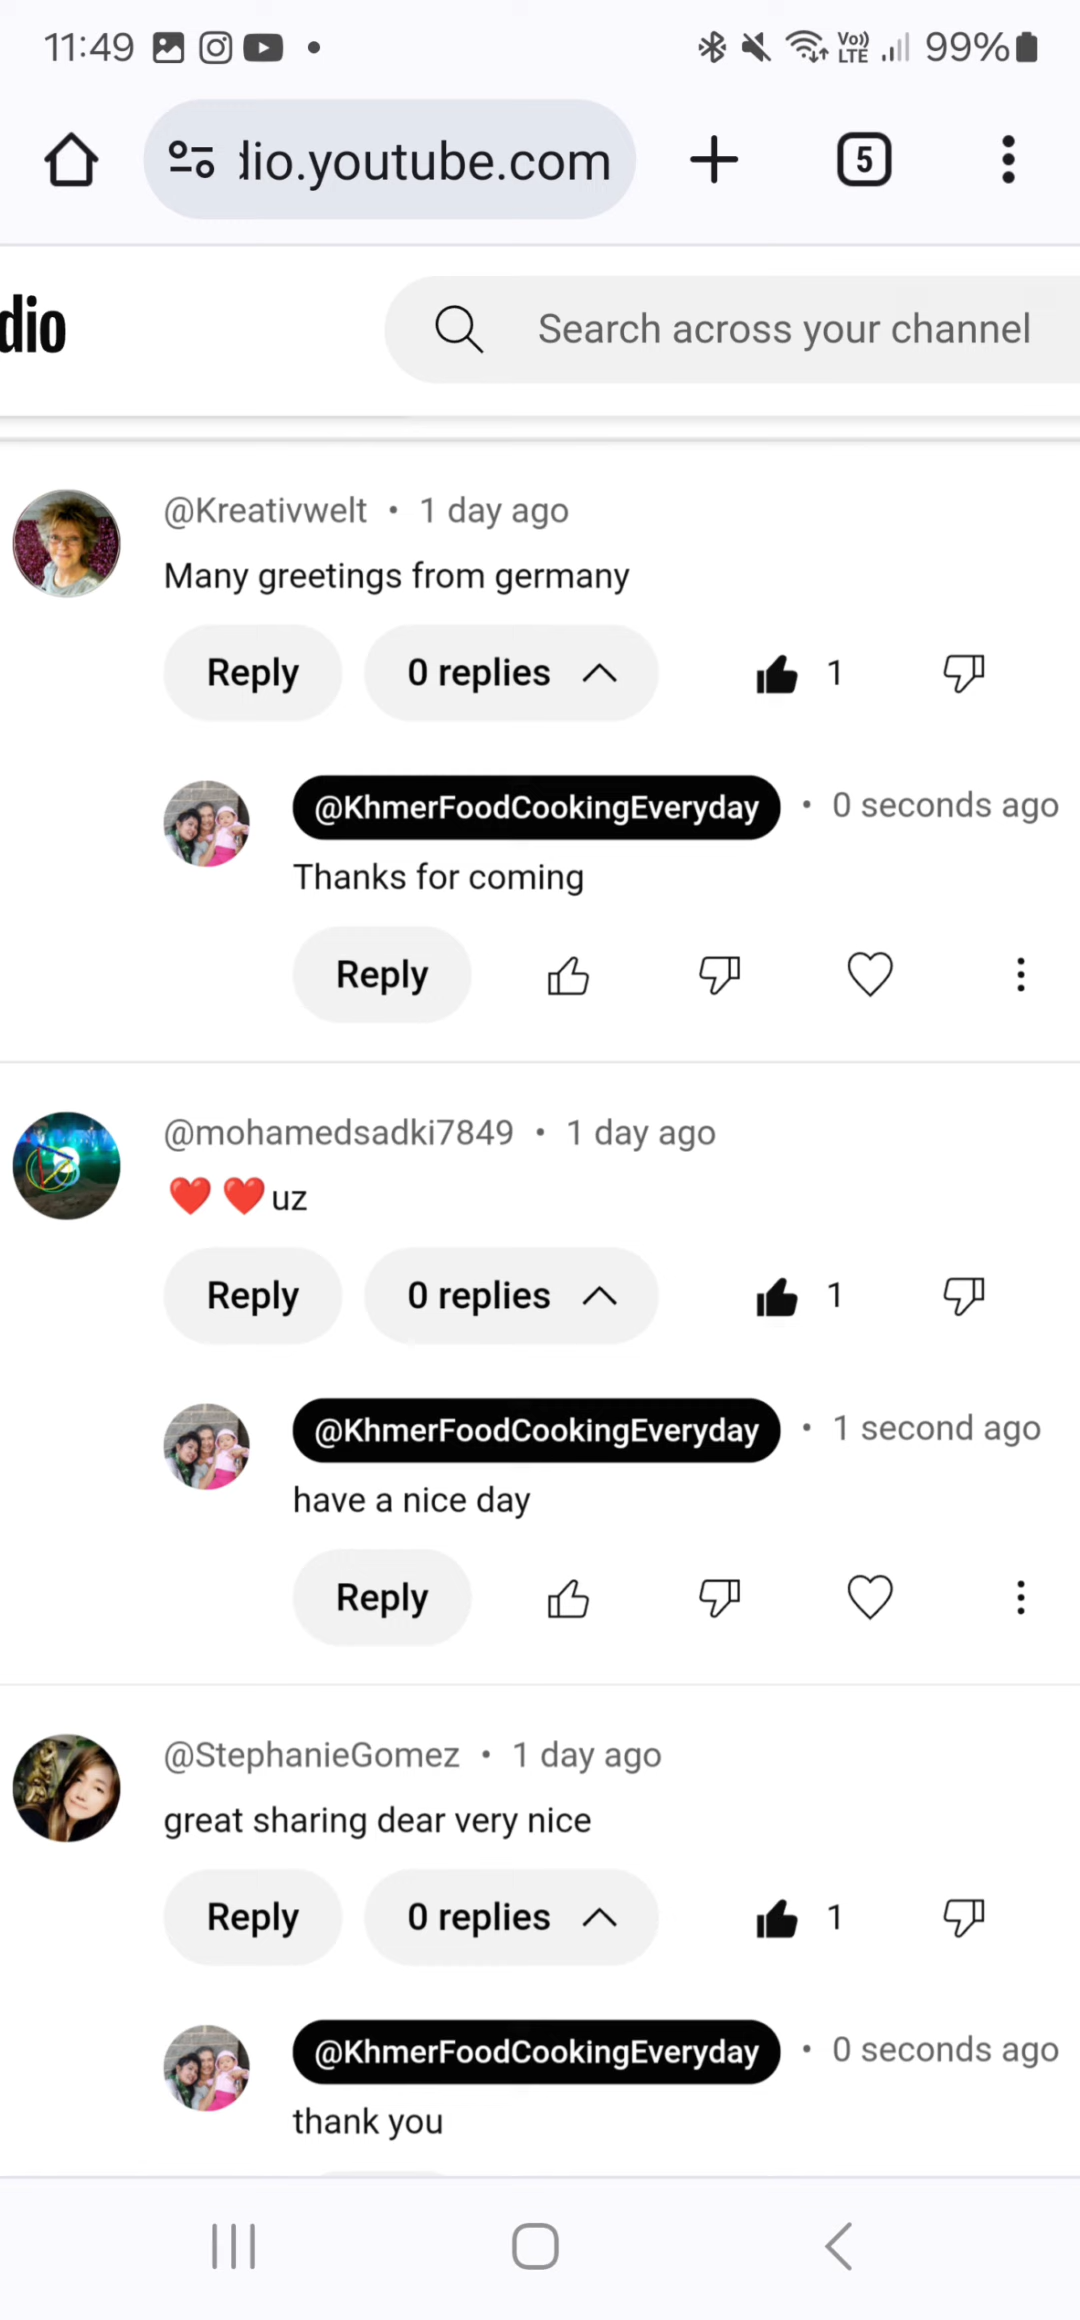 11:49
Vo)) LTE 99%
dio.youtube.com
5
dio
Search across your channel
@Kreativwelt • 1 day ago
Many greetings from germany
Reply 0 replies 1
@KhmerFoodCookingEveryday • 0 seconds ago
Thanks for coming
Reply
@mohamedsadki7849 • 1 day ago
❤️❤️uz
Reply 0 replies 1
@KhmerFoodCookingEveryday • 1 second ago
have a nice day
Reply
@StephanieGomez • 1 day ago
great sharing dear very nice
Reply 0 replies 1
@KhmerFoodCookingEveryday • 0 seconds ago
thank you